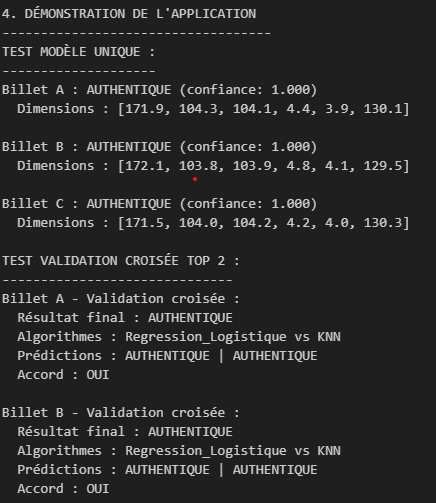 4. DÉMONSTRATION DE L'APPLICATION
----------------------------------
TEST MODÈLE UNIQUE :
--------------------
Billet A : AUTHENTIQUE (confiance: 1.000)
  Dimensions : [171.9, 104.3, 104.1, 4.4, 3.9, 130.1]

Billet B : AUTHENTIQUE (confiance: 1.000)
  Dimensions : [172.1, 103.8, 103.9, 4.8, 4.1, 129.5]

Billet C : AUTHENTIQUE (confiance: 1.000)
  Dimensions : [171.5, 104.0, 104.2, 4.2, 4.0, 130.3]

TEST VALIDATION CROISÉE TOP 2 :
------------------------------
Billet A - Validation croisée :
  Résultat final : AUTHENTIQUE
  Algorithmes : Regression_Logistique vs KNN
  Prédictions : AUTHENTIQUE | AUTHENTIQUE
  Accord : OUI

Billet B - Validation croisée :
  Résultat final : AUTHENTIQUE
  Algorithmes : Regression_Logistique vs KNN
  Prédictions : AUTHENTIQUE | AUTHENTIQUE
  Accord : OUI